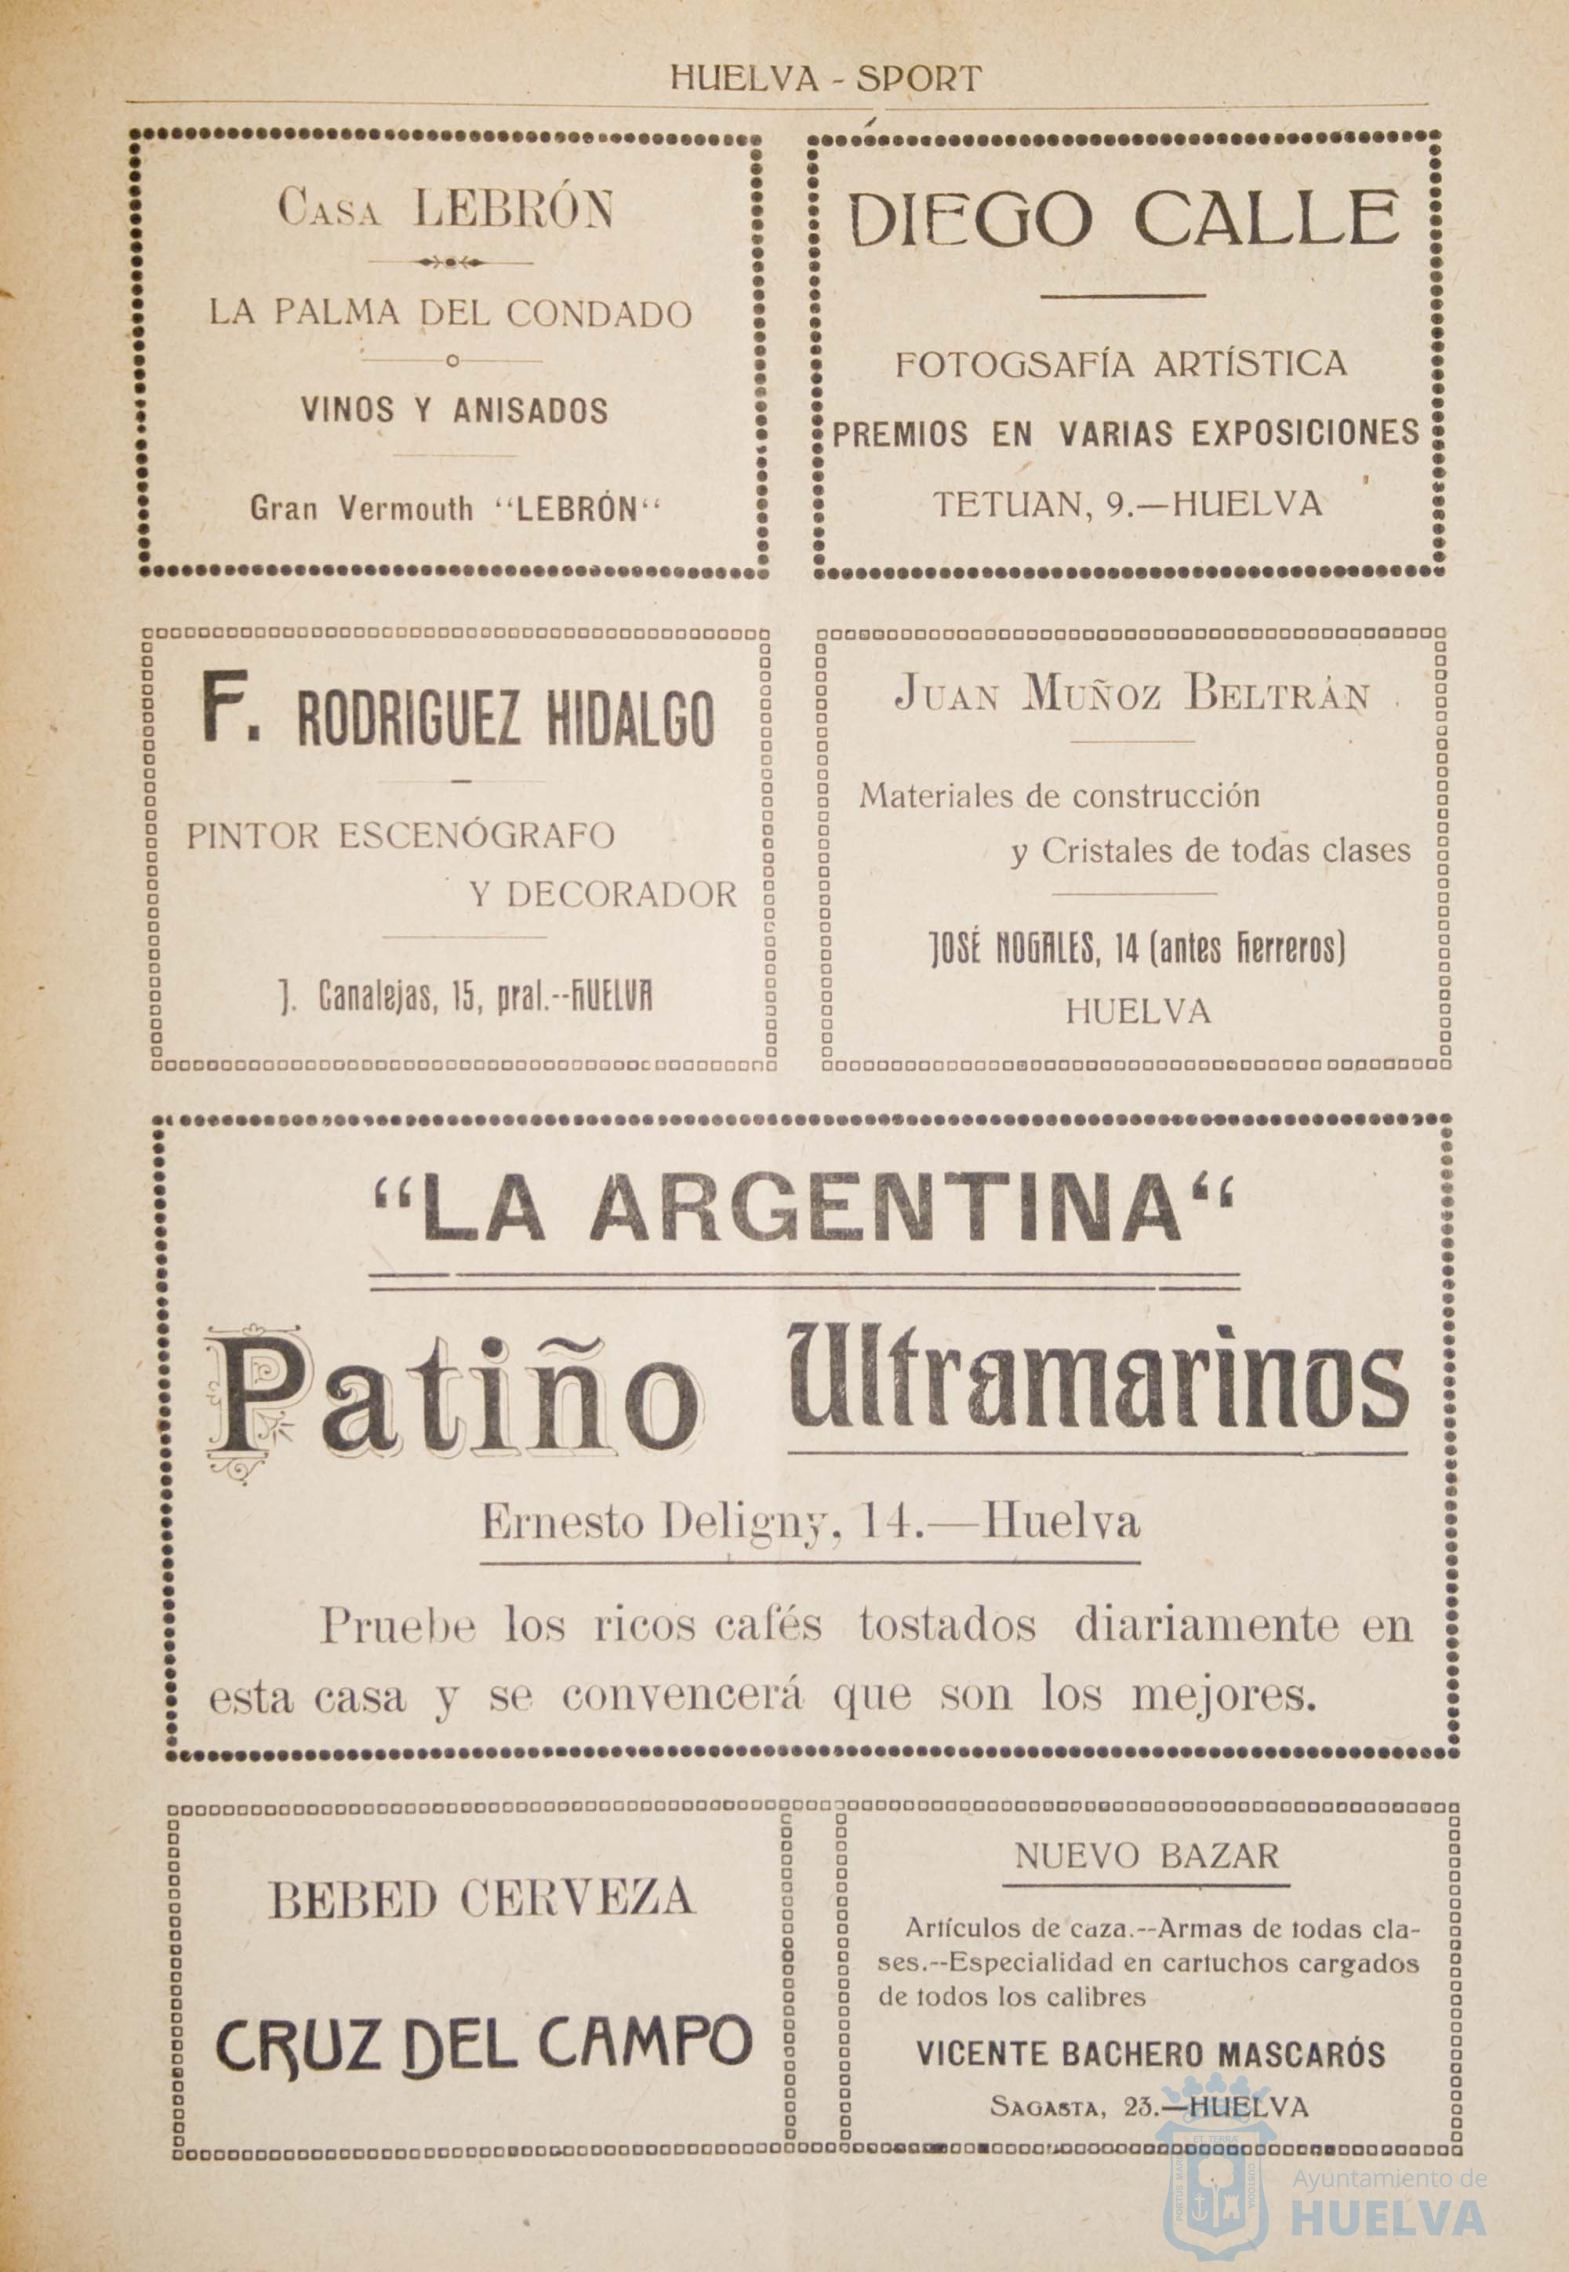 HUELVA - SPORT
CASA LEBRÓN
LA PALMA DEL CONDADO
VINOS Y ANISADOS
Gran Vermouth “LEBRÓN“
DIEGO CALLE
FOTOGSAFÍA ARTÍSTICA
PREMIOS EN VARIAS EXPOSICIONES
TETUAN, 9.—HUELVA
F. RODRIGUEZ HIDALGO
PINTOR ESCENÓGRAFO
Y DECORADOR
J. Canalejas, 15, pral.--HUELVA
JUAN MUÑOZ BELTRÁN
Materiales de construcción
y Cristales de todas clases
JOSÉ NOGALES, 14 (antes Herreros)
HUELVA
“LA ARGENTINA“
Patiño Ultramarinos
Ernesto Deligny, 14.—Huelva
Pruebe los ricos cafés tostados diariamente en
esta casa y se convencerá que son los mejores.
BEBED CERVEZA
CRUZ DEL CAMPO
NUEVO BAZAR
Artículos de caza.--Armas de todas cla-
ses.--Especialidad en cartuchos cargados
de todos los calibres
VICENTE BACHERO MASCARÓS
SAGASTA, 23.—HUELVA
PORTUS MARIS ET TERRÆ CUSTODIA
Ayuntamiento de
HUELVA